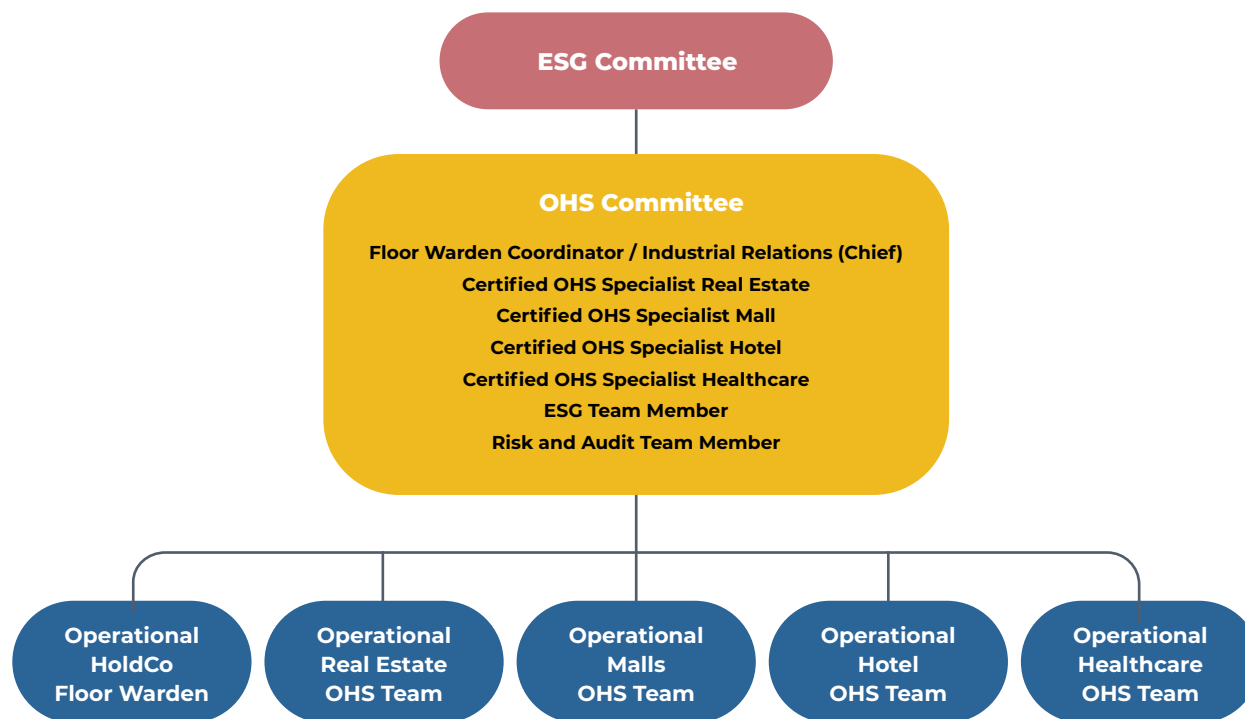 ESG Committee
OHS Committee
Floor Warden Coordinator / Industrial Relations (Chief)
Certified OHS Specialist Real Estate
Certified OHS Specialist Mall
Certified OHS Specialist Hotel
Certified OHS Specialist Healthcare
ESG Team Member
Risk and Audit Team Member
Operational
HoldCo
Floor Warden
Operational
Real Estate
OHS Team
Operational
Malls
OHS Team
Operational
Hotel
OHS Team
Operational
Healthcare
OHS Team